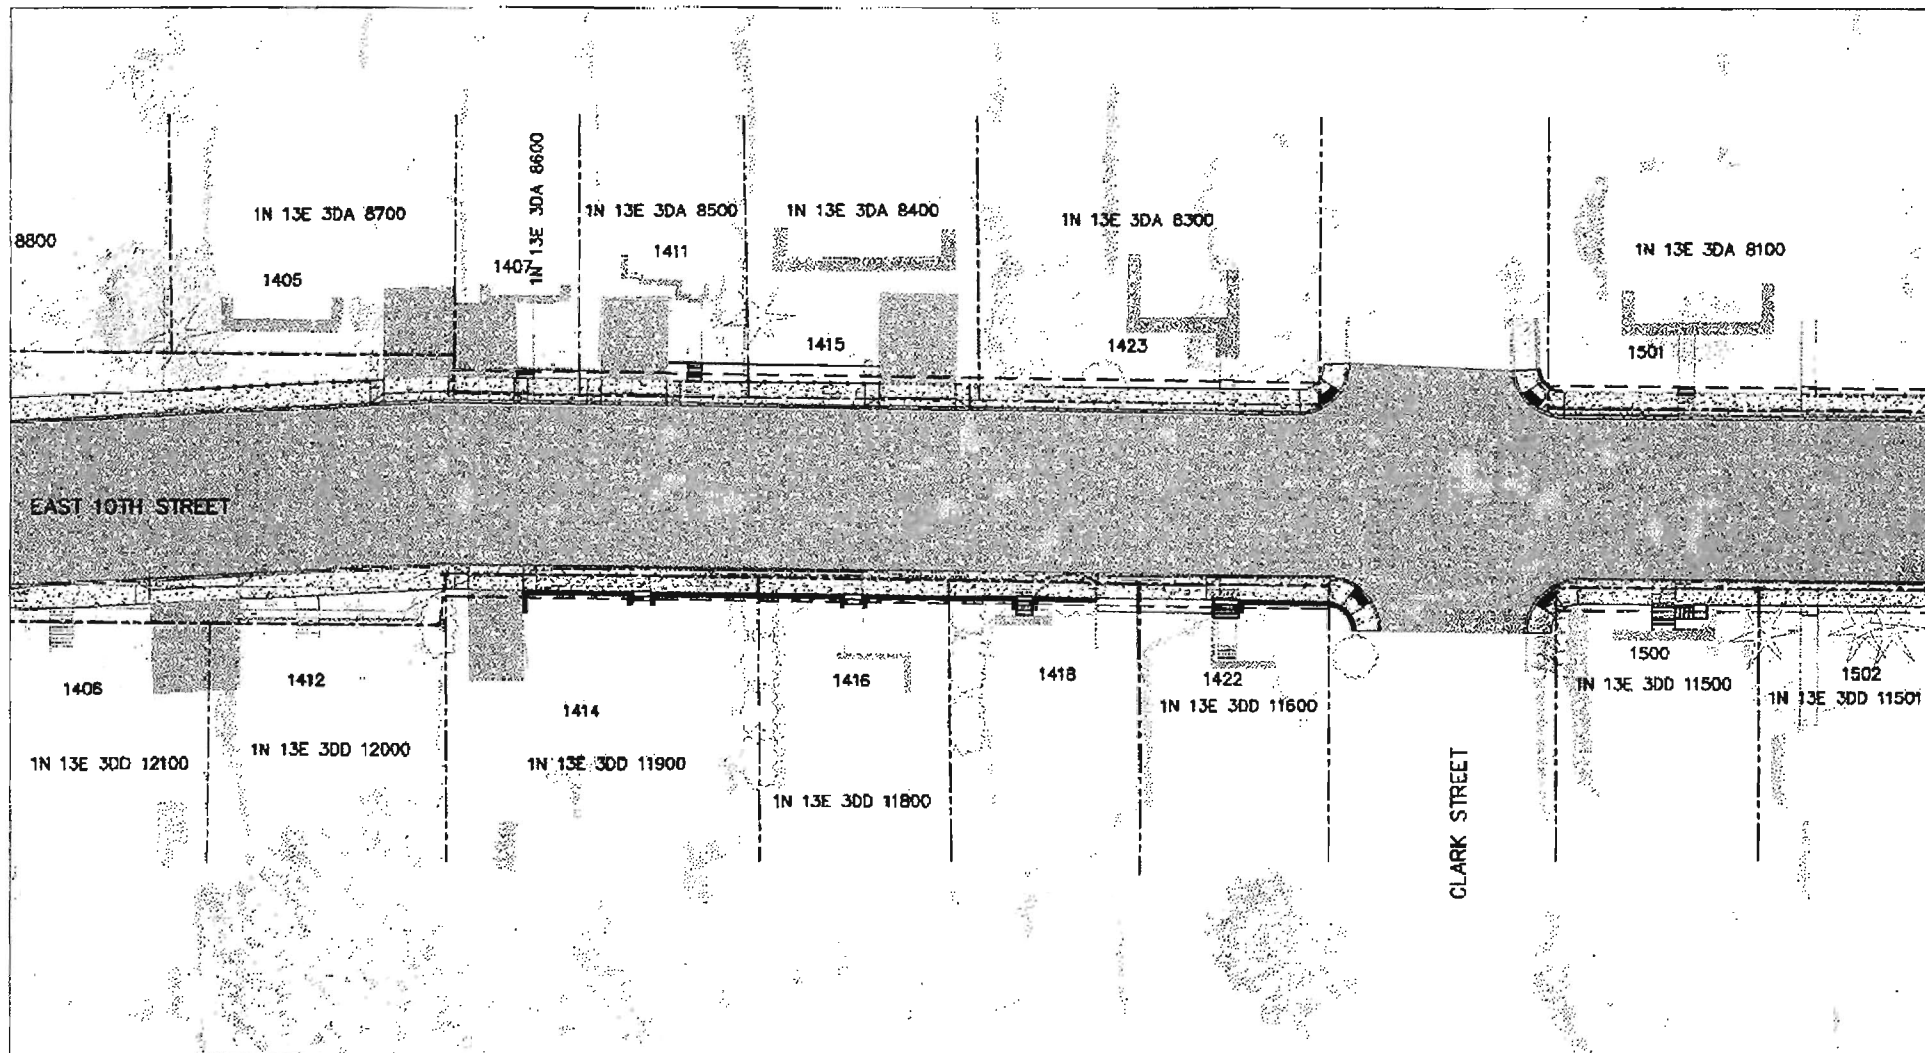 1N 13E 3DA 8600
1N 13E 3DA 8700
1N 13E 3DA 8500
1N 13E 3DA 8400
1N 13E 3DA 8300
8800
1N 13E 3DA 8100
1405
1407
1411
1415
1423
1501
EAST 10TH STREET
1406
1412
1414
1416
1418
1422
1500
1502
1N 13E 3DD 12100
1N 13E 3DD 12000
1N 13E 3DD 11900
1N 13E 3DD 11800
1N 13E 3DD 11600
1N 13E 3DD 11500
1N 13E 3DD 11501
CLARK STREET